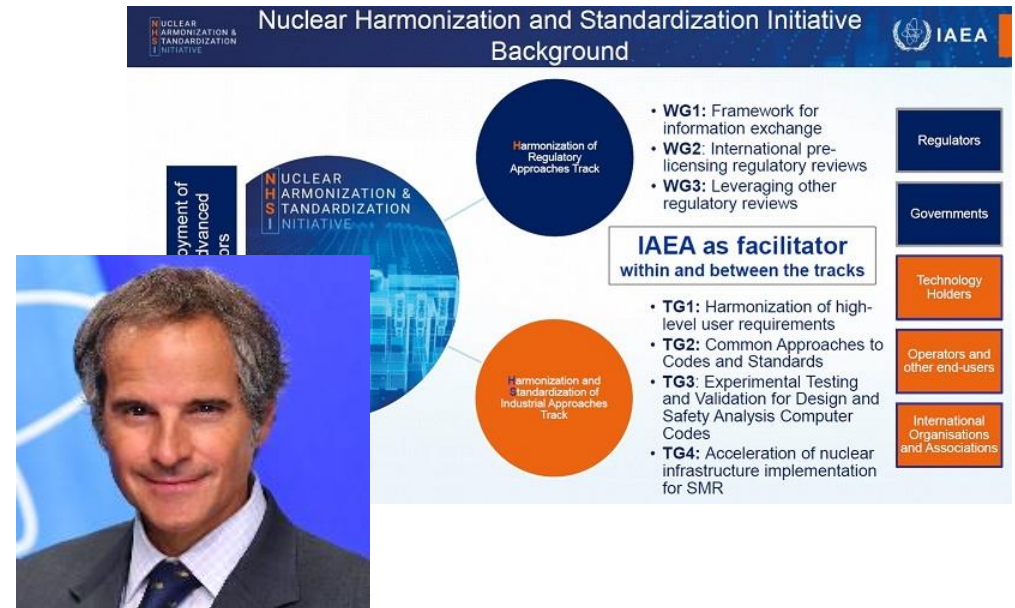 NUCLEAR
HARMONIZATION &
STANDARDIZATION
INITIATIVE
Nuclear Harmonization and Standardization Initiative
Background
IAEA
NUCLEAR
HARMONIZATION &
STANDARDIZATION
INITIATIVE
Harmonization of
Regulatory
Approaches Track
• WG1: Framework for
information exchange
• WG2: International pre-
licensing regulatory reviews
• WG3: Leveraging other
regulatory reviews
IAEA as facilitator
within and between the tracks
Harmonization and
Standardization of
Industrial Approaches
Track
• TG1: Harmonization of high-
level user requirements
• TG2: Common Approaches to
Codes and Standards
• TG3: Experimental Testing
and Validation for Design and
Safety Analysis Computer
Codes
• TG4: Acceleration of nuclear
infrastructure implementation
for SMR
Regulators
Governments
Technology
Holders
Operators and
other end-users
International
Organisations
and Associations